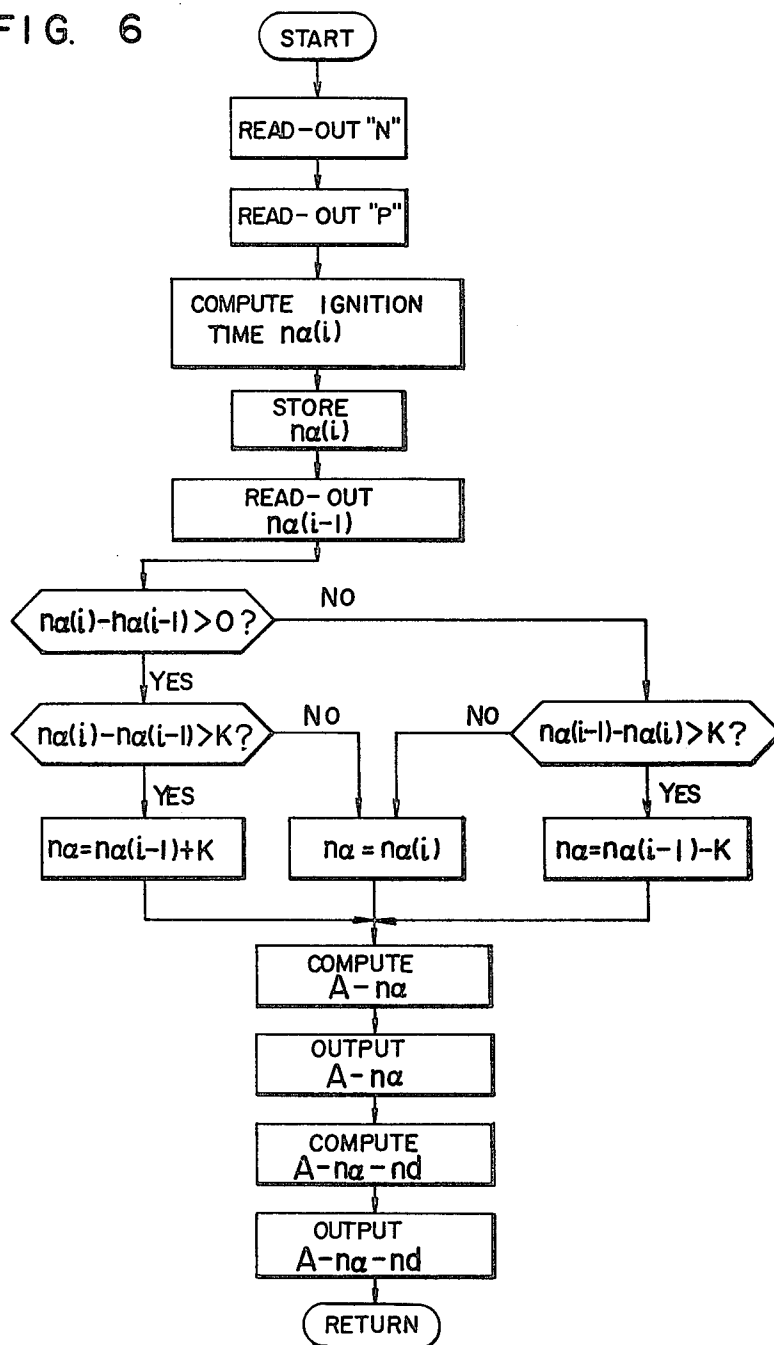 FIG. 6
START
READ-OUT "N"
READ-OUT "P"
COMPUTE IGNITION
TIME nα(i)
STORE
nα(i)
READ-OUT
nα(i-1)
nα(i)-nα(i-1)>0?
NO
YES
nα(i)-nα(i-1)>K?
NO
NO
nα(i-1)-nα(i)>K?
YES
YES
nα=nα(i-1)+K
nα=nα(i)
nα=nα(i-1)-K
COMPUTE
A-nα
OUTPUT
A-nα
COMPUTE
A-nα-nd
OUTPUT
A-nα-nd
RETURN